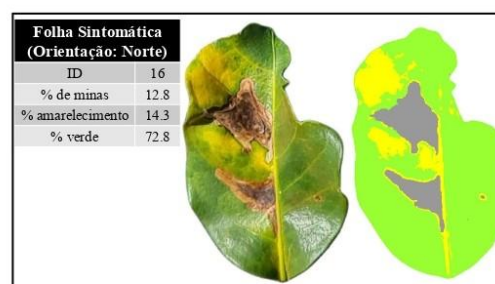 Folha Sintomática
(Orientação: Norte)
ID 16
% de minas 12.8
% amarelecimento 14.3
% verde 72.8